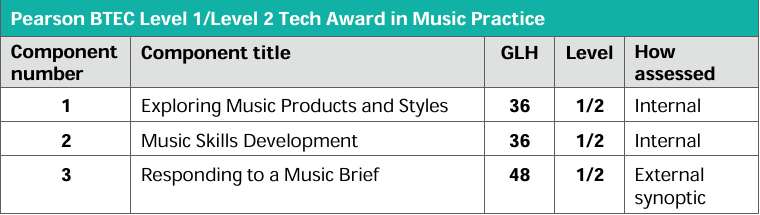 Pearson BTEC Level 1/Level 2 Tech Award in Music Practice
Component number Component title GLH Level How assessed
1 Exploring Music Products and Styles 36 1/2 Internal
2 Music Skills Development 36 1/2 Internal
3 Responding to a Music Brief 48 1/2 External synoptic